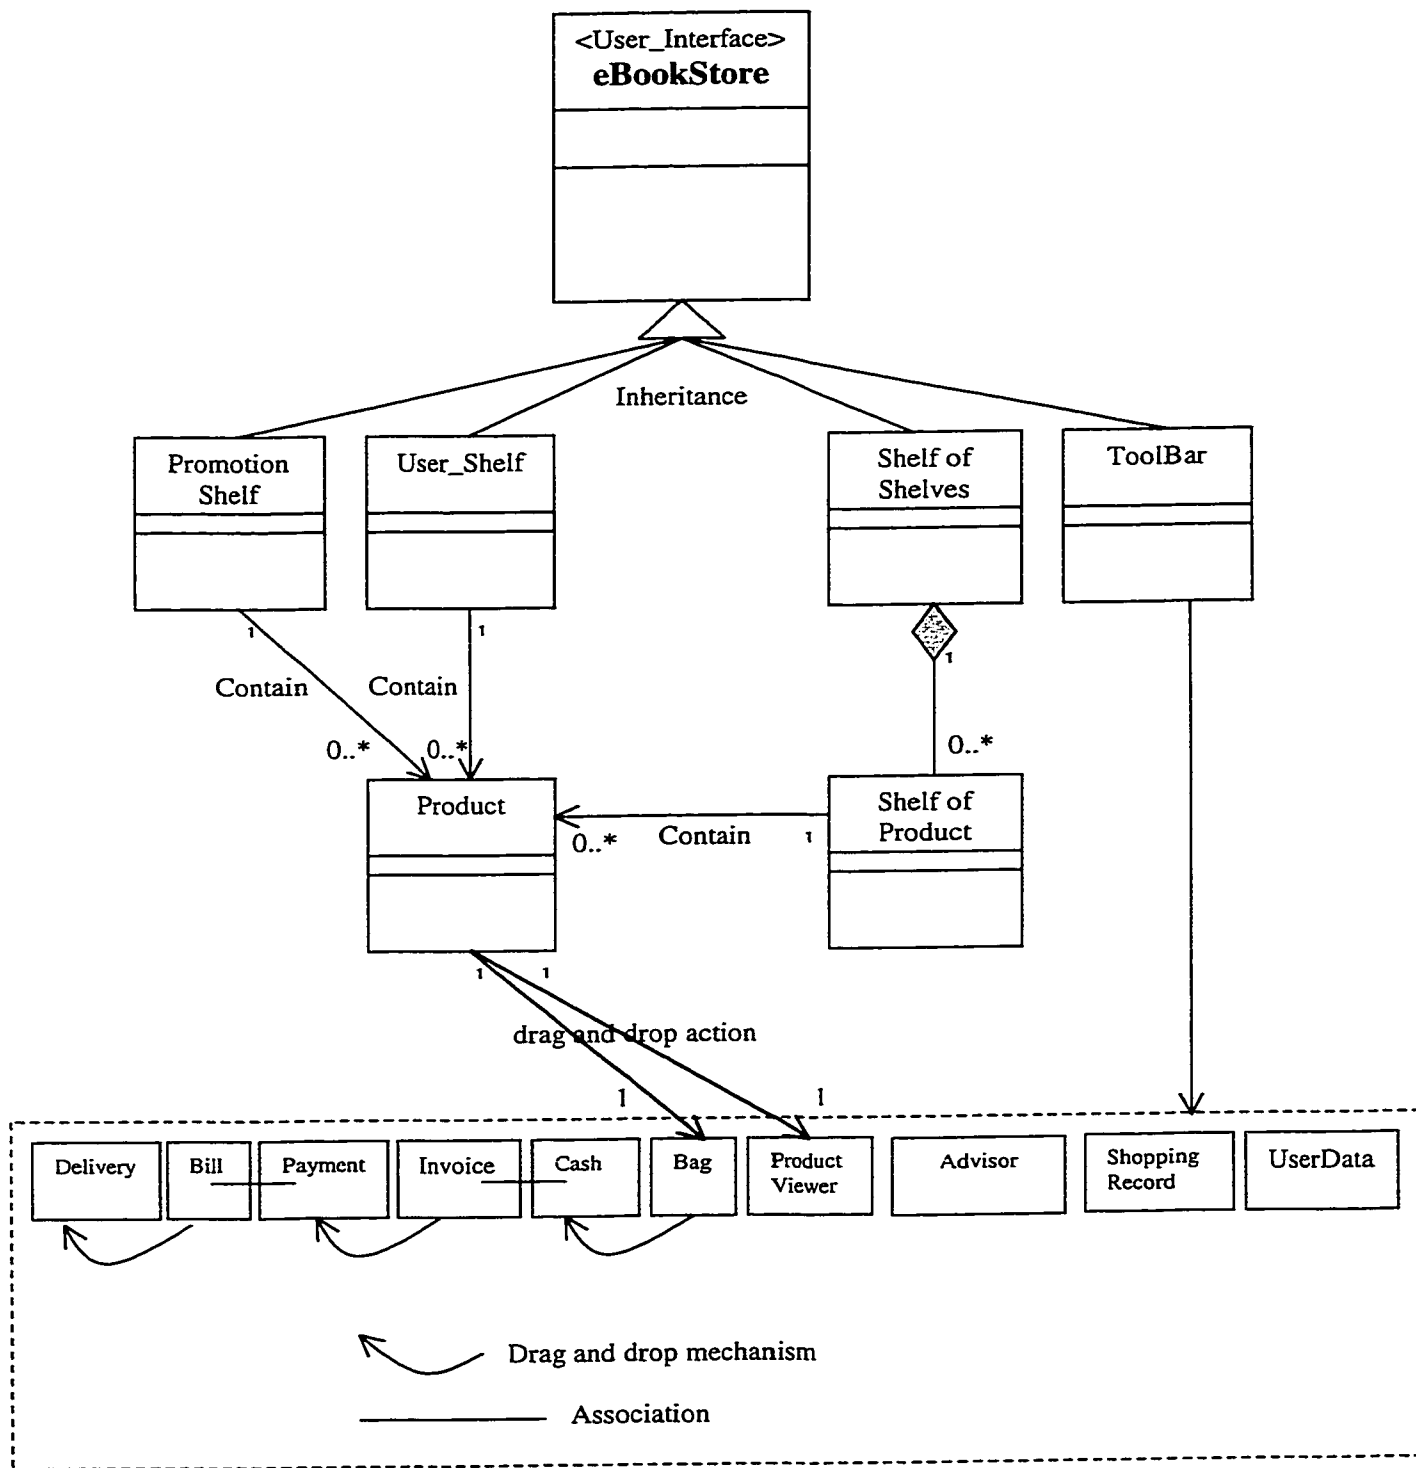 <User_Interface>
eBookStore
Inheritance
Promotion
Shelf
User_Shelf
Shelf of
Shelves
ToolBar
1
1
1
Contain
Contain
0..*
0..*
0..*
Product
Shelf of
Product
0..*
Contain
1
1
1
drag and drop action
1
1
Delivery
Bill
Payment
Invoice
Cash
Bag
Product
Viewer
Advisor
Shopping
Record
UserData
Drag and drop mechanism
Association